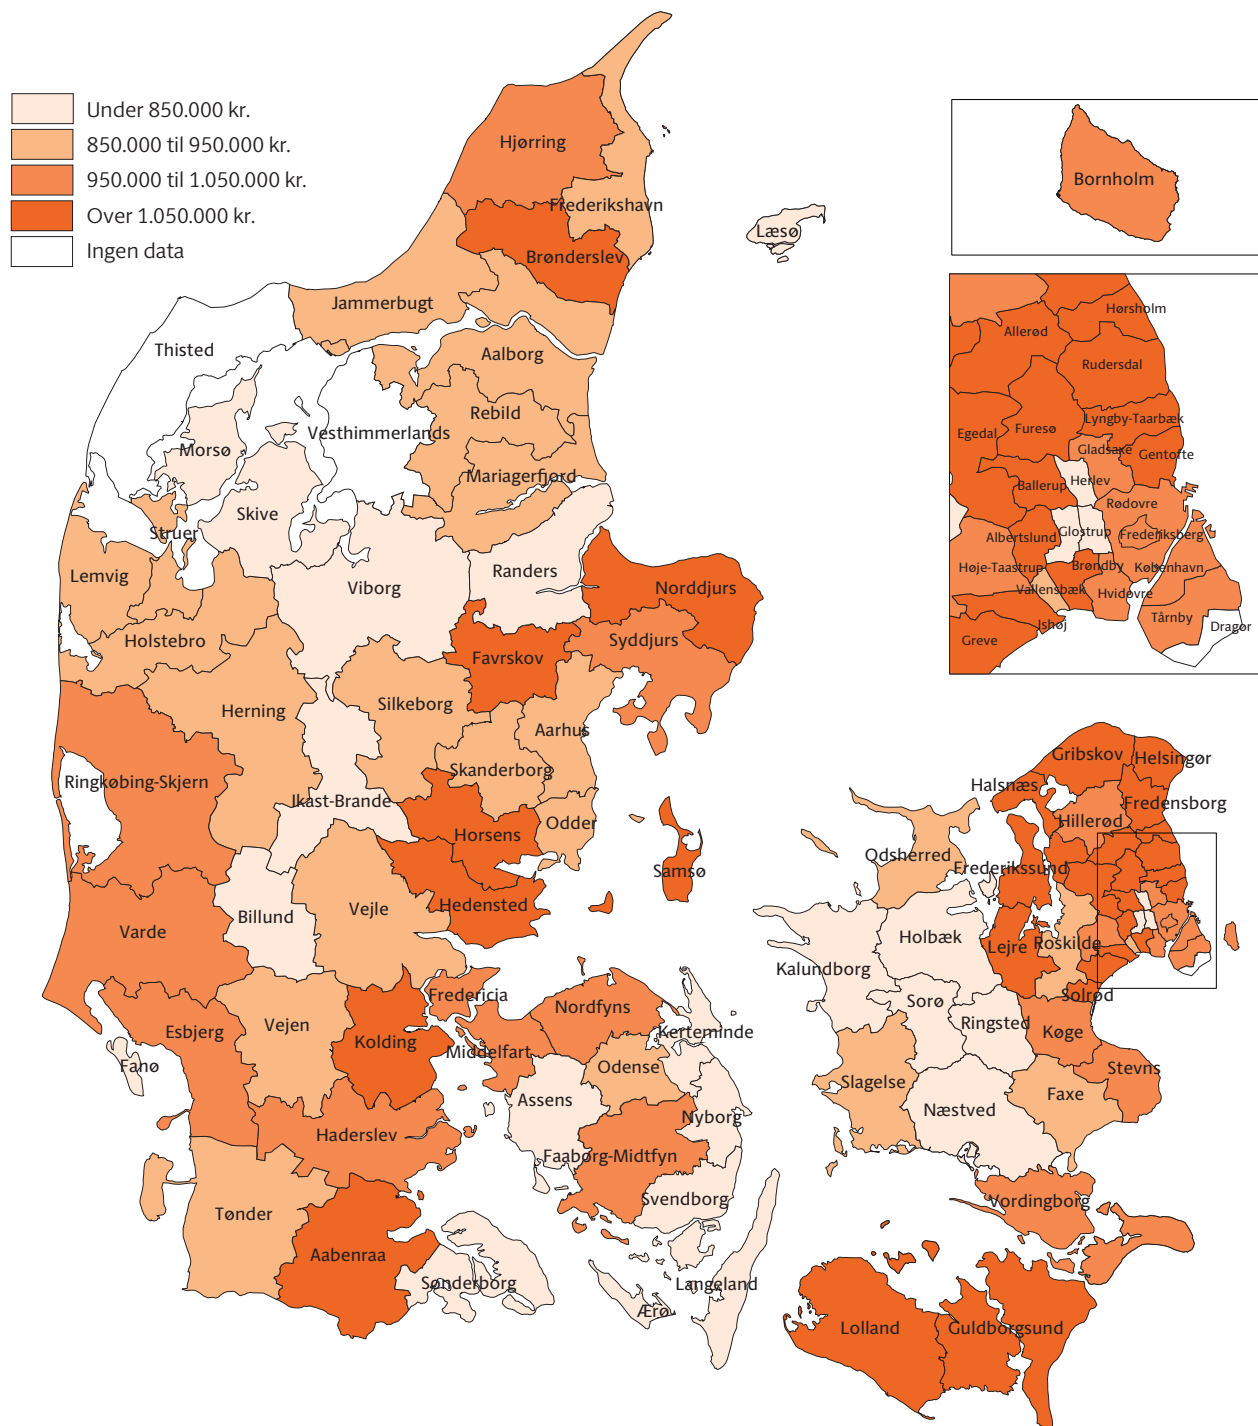 Under 850.000 kr.
850.000 til 950.000 kr.
950.000 til 1.050.000 kr.
Over 1.050.000 kr.
Ingen data
Hjørring
Frederikshavn
Læsø
Brønderslev
Jammerbugt
Thisted
Aalborg
Rebild
Vesthimmerlands
Morsø
Mariagerfjord
Skive
Struer
Lemvig
Viborg
Randers
Norddjurs
Holstebro
Favrskov
Syddjurs
Herning
Silkeborg
Aarhus
Ringkøbing-Skjern
Skanderborg
Ikast-Brande
Horsens
Odder
Samsø
Hedensted
Billund
Vejle
Varde
Fredericia
Nordfyns
Esbjerg
Vejen
Kolding
Middelfart
Kerteminde
Fanø
Odense
Assens
Nyborg
Haderslev
Faaborg-Midtfyn
Svendborg
Tønder
Aabenraa
Sønderborg
Langeland
Ærø
Bornholm
Hørsholm
Allerød
Rudersdal
Lyngby-Taarbæk
Egedal
Furesø
Gladsaxe
Gentofte
Ballerup
Herlev
Rødovre
Albertslund
Glostrup
Frederiksberg
Høje-Taastrup
Brøndby
København
Vallensbæk
Hvidovre
Ishøj
Tårnby
Dragør
Greve
Gribskov
Helsingør
Halsnæs
Fredensborg
Hillerød
Odsherred
Frederikssund
Holbæk
Lejre
Roskilde
Kalundborg
Solrød
Sorø
Ringsted
Køge
Stevns
Slagelse
Faxe
Næstved
Vordingborg
Lolland
Guldborgsund